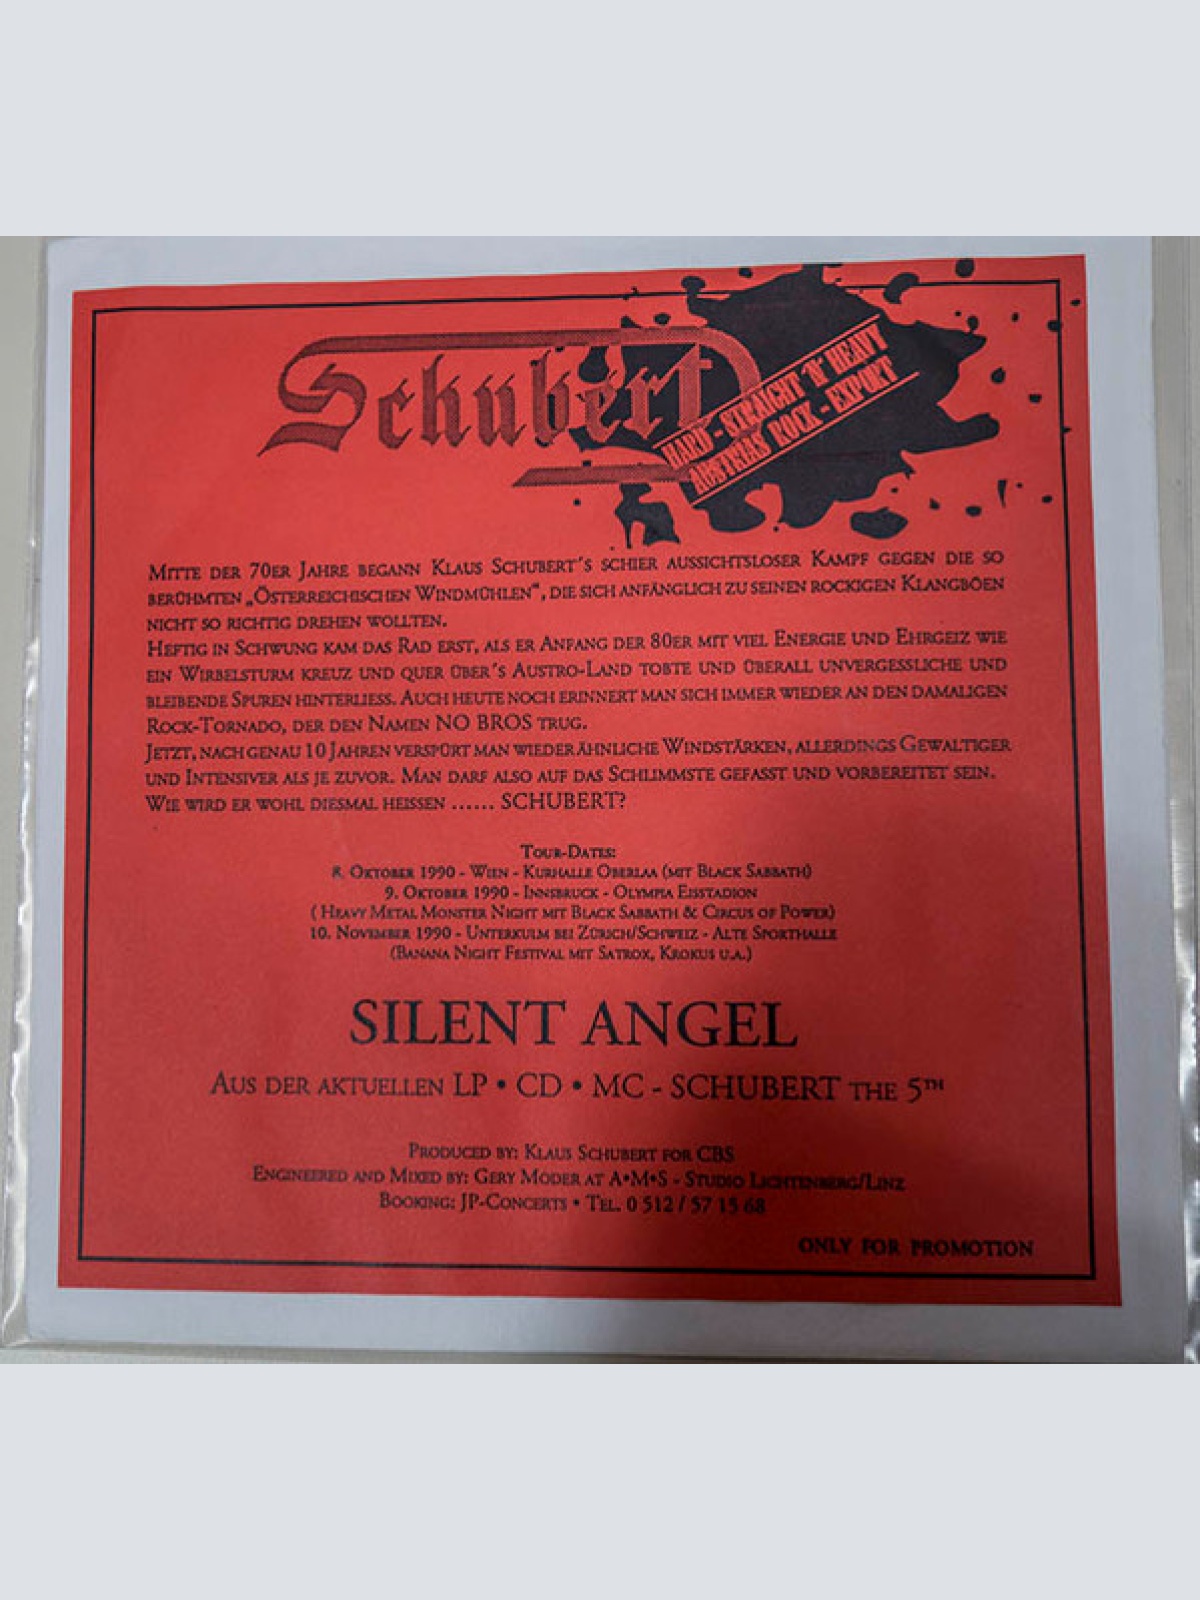 Schubert
HARD - STRAIGHT 'N' HEAVY
AUSTRIAS ROCK - EXPORT
MITTE DER 70ER JAHRE BEGANN KLAUS SCHUBERT´S SCHIER AUSSICHTSLOSER KAMPF GEGEN DIE SO
BERÜHMTEN „ÖSTERREICHISCHEN WINDMÜHLEN“, DIE SICH ANFÄNGLICH ZU SEINEN ROCKIGEN KLANGBÖEN
NICHT SO RICHTIG DREHEN WOLLTEN.
HEFTIG IN SCHWUNG KAM DAS RAD ERST, ALS ER ANFANG DER 80ER MIT VIEL ENERGIE UND EHRGEIZ WIE
EIN WIRBELSTURM KREUZ UND QUER ÜBER´S AUSTRO-LAND TOBTE UND ÜBERALL UNVERGESSLICHE UND
BLEIBENDE SPUREN HINTERLIESS. AUCH HEUTE NOCH ERINNERT MAN SICH IMMER WIEDER AN DEN DAMALIGEN
ROCK-TORNADO, DER DEN NAMEN NO BROS TRUG.
JETZT, NACH GENAU 10 JAHREN VERSPÜRT MAN WIEDER ÄHNLICHE WINDSTÄRKEN, ALLERDINGS GEWALTIGER
UND INTENSIVER ALS JE ZUVOR. MAN DARF ALSO AUF DAS SCHLIMMSTE GEFASST UND VORBEREITET SEIN.
WIE WIRD ER WOHL DIESMAL HEISSEN ...... SCHUBERT?
TOUR-DATES:
8. OKTOBER 1990 - WIEN - KURHALLE OBERLAA (MIT BLACK SABBATH)
9. OKTOBER 1990 - INNSBRUCK - OLYMPIA EISSTADION
( HEAVY METAL MONSTER NIGHT MIT BLACK SABBATH & CIRCUS OF POWER)
10. NOVEMBER 1990 - UNTERKULM BEI ZÜRICH/SCHWEIZ - ALTE SPORTHALLE
(BANANA NIGHT FESTIVAL MIT SATROX, KROKUS U.A.)
SILENT ANGEL
AUS DER AKTUELLEN LP • CD • MC - SCHUBERT THE 5TH
PRODUCED BY: KLAUS SCHUBERT FOR CBS
ENGINEERED AND MIXED BY: GERY MODER AT A•M•S - STUDIO LICHTENBERG/LINZ
BOOKING: JP-CONCERTS • TEL. 0 512 / 57 15 68
ONLY FOR PROMOTION